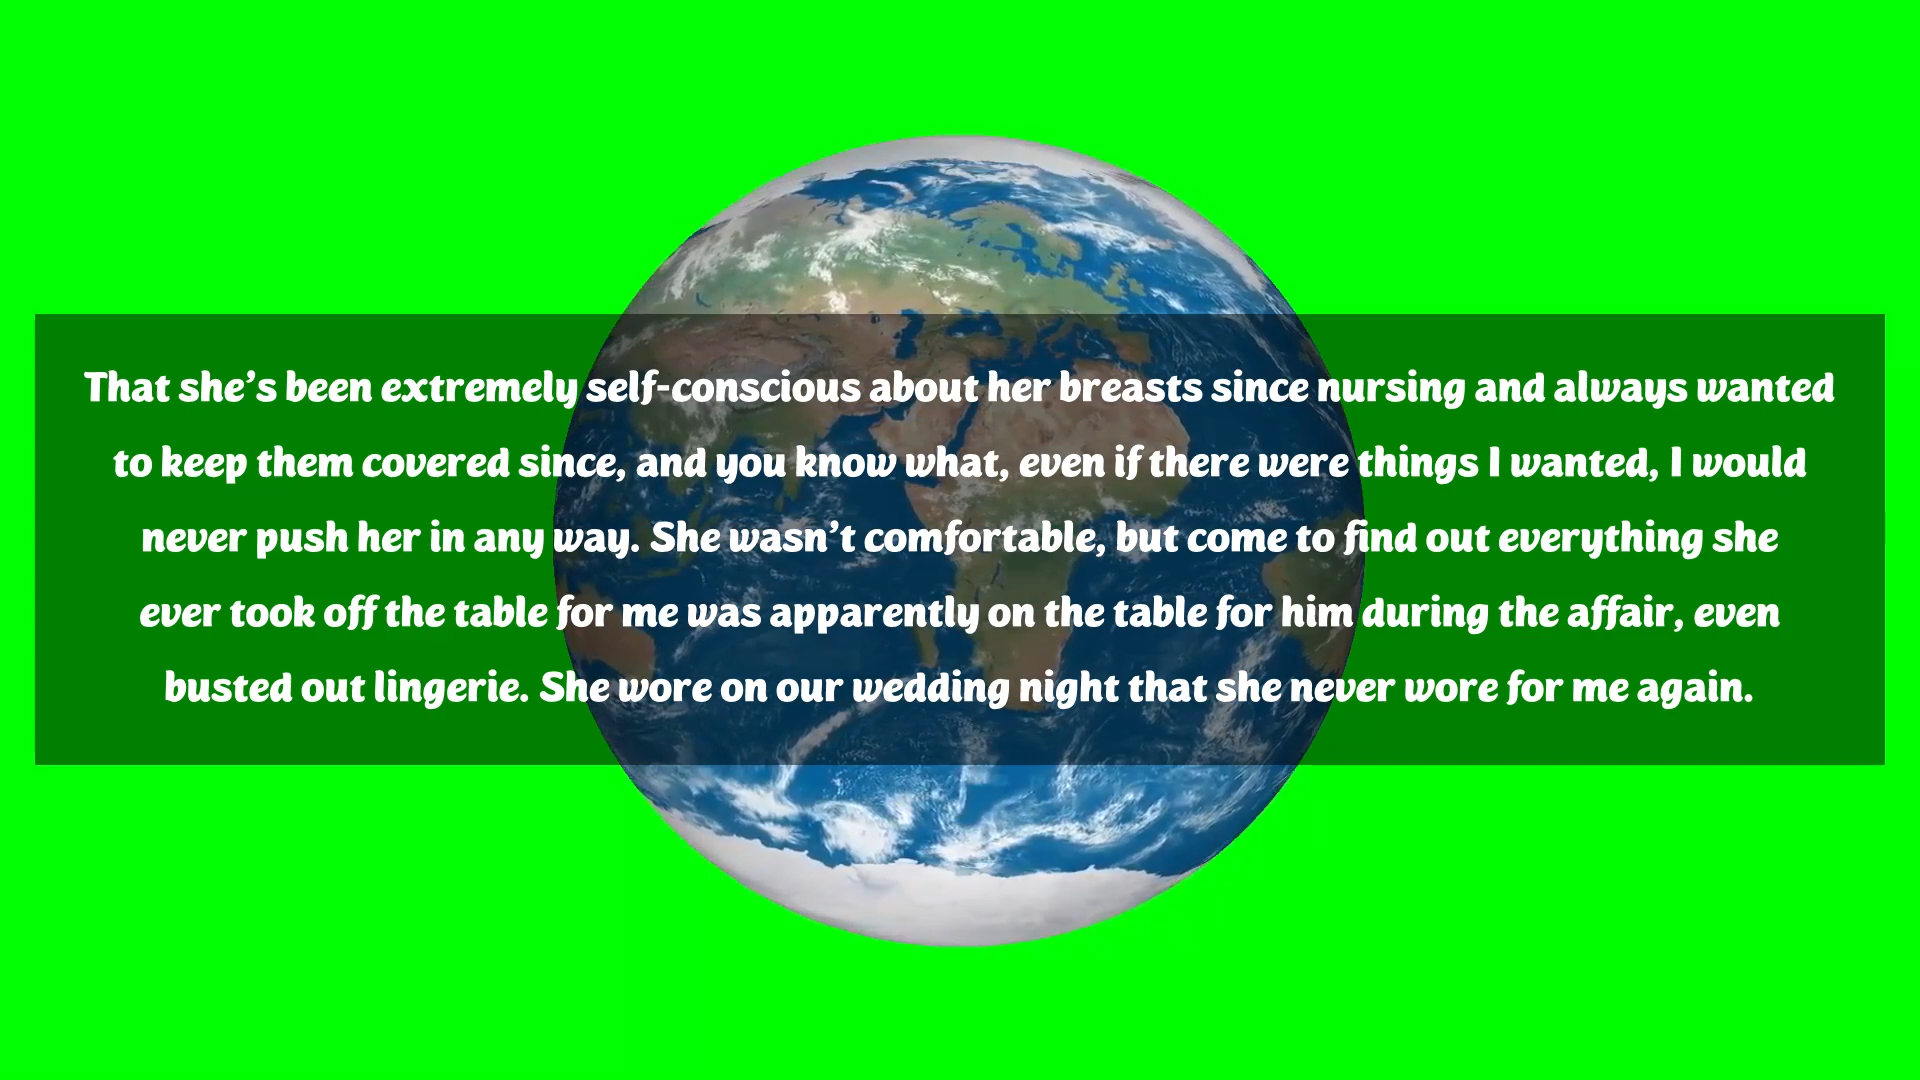 That she's been extremely self-conscious about her breasts since nursing and always wanted
to keep them covered since, and you know what, even if there were things I wanted, I would
never push her in any way. She wasn't comfortable, but come to find out everything she
ever took off the table for me was apparently on the table for him during the affair, even
busted out lingerie. She wore on our wedding night that she never wore for me again.